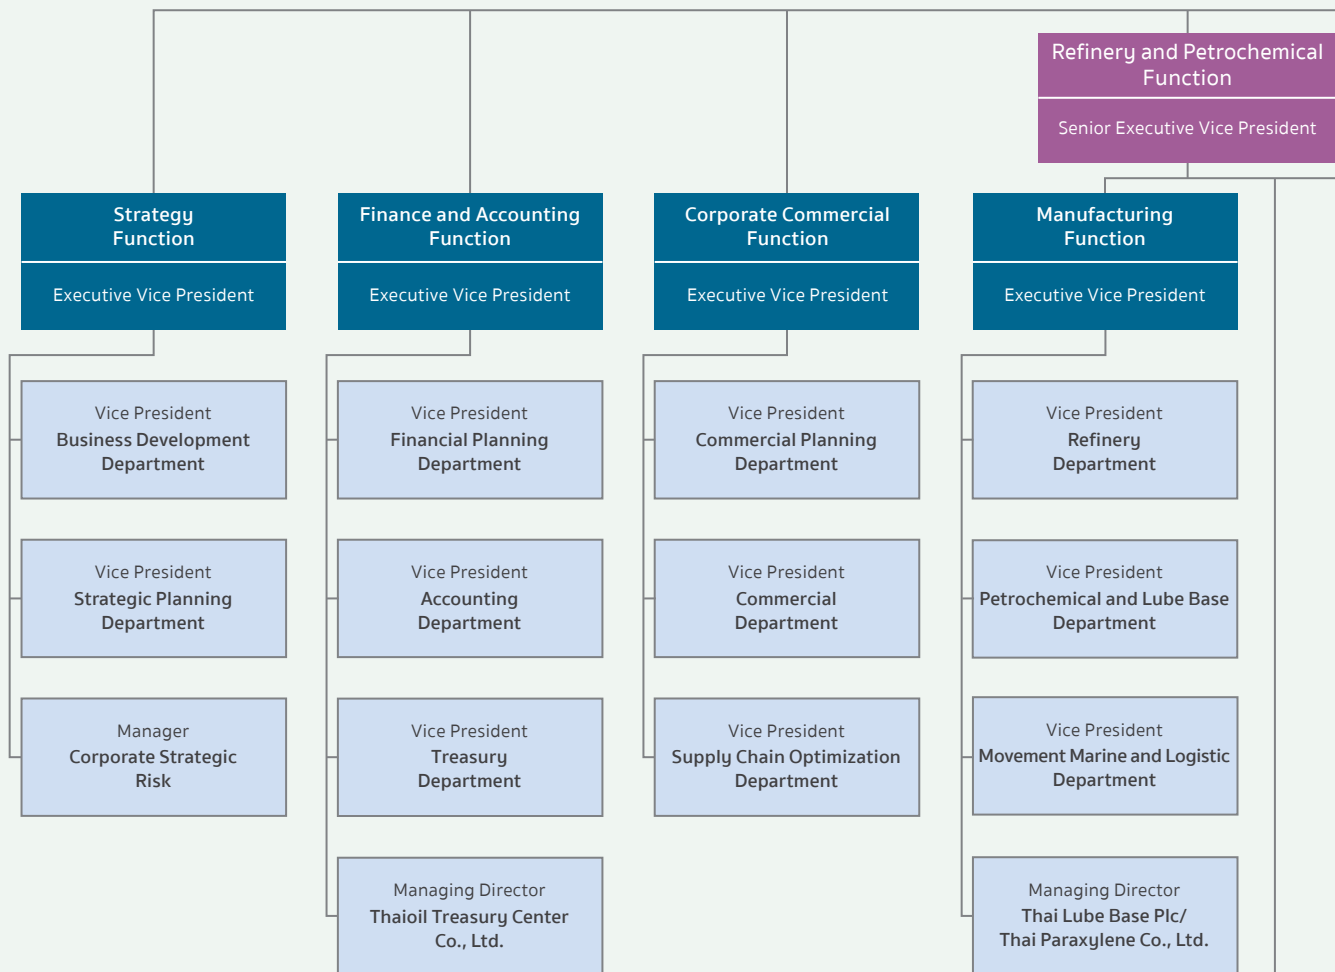 Refinery and Petrochemical
Function
Senior Executive Vice President
Strategy
Function
Executive Vice President
Vice President
Business Development
Department
Vice President
Strategic Planning
Department
Manager
Corporate Strategic
Risk
Finance and Accounting
Function
Executive Vice President
Vice President
Financial Planning
Department
Vice President
Accounting
Department
Vice President
Treasury
Department
Managing Director
Thaioil Treasury Center
Co., Ltd.
Corporate Commercial
Function
Executive Vice President
Vice President
Commercial Planning
Department
Vice President
Commercial
Department
Vice President
Supply Chain Optimization
Department
Manufacturing
Function
Executive Vice President
Vice President
Refinery
Department
Vice President
Petrochemical and Lube Base
Department
Vice President
Movement Marine and Logistic
Department
Managing Director
Thai Lube Base Plc/
Thai Paraxylene Co., Ltd.